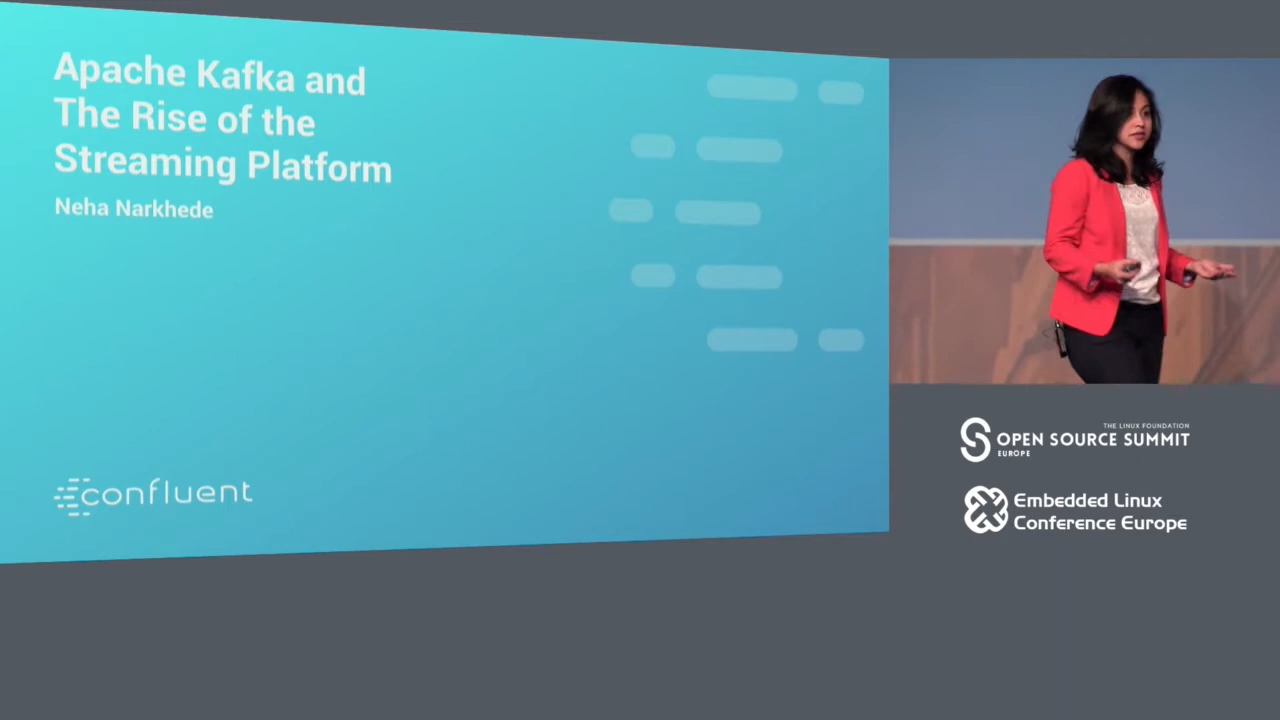 Apache Kafka and
The Rise of the
Streaming Platform
Neha Narkhede
confluent
THE LINUX FOUNDATION
OPEN SOURCE SUMMIT
EUROPE
Embedded Linux
Conference Europe